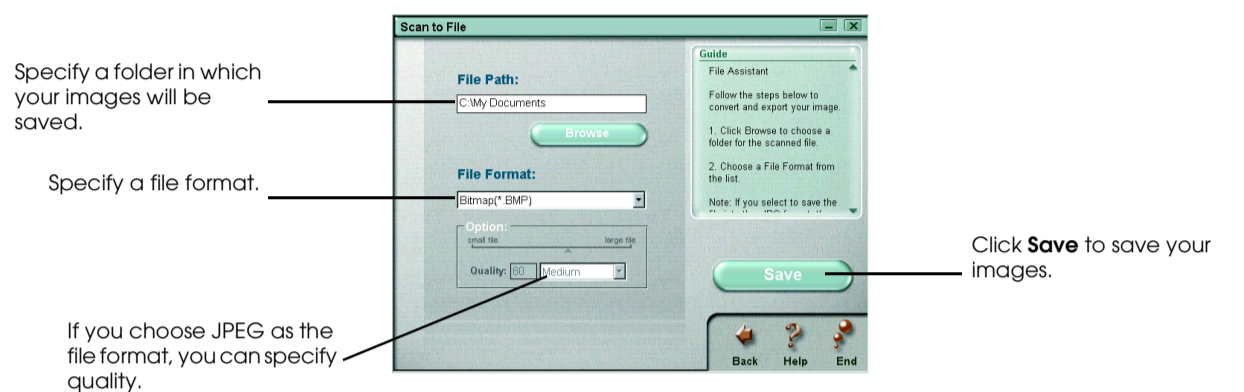 Scan to File
Specify a folder in which
your images will be
saved.
File Path:
C:\My Documents
Browse
Specify a file format.
File Format:
Bitmap(*.BMP)
Option:
small file large file
Quality: 60 Medium
If you choose JPEG as the
file format, you can specify
quality.
Guide
File Assistant
Follow the steps below to
convert and export your image.
1. Click Browse to choose a
folder for the scanned file.
2. Choose a File Format from
the list.
Note: If you select to save the
Save
Click Save to save your
images.
Back Help End